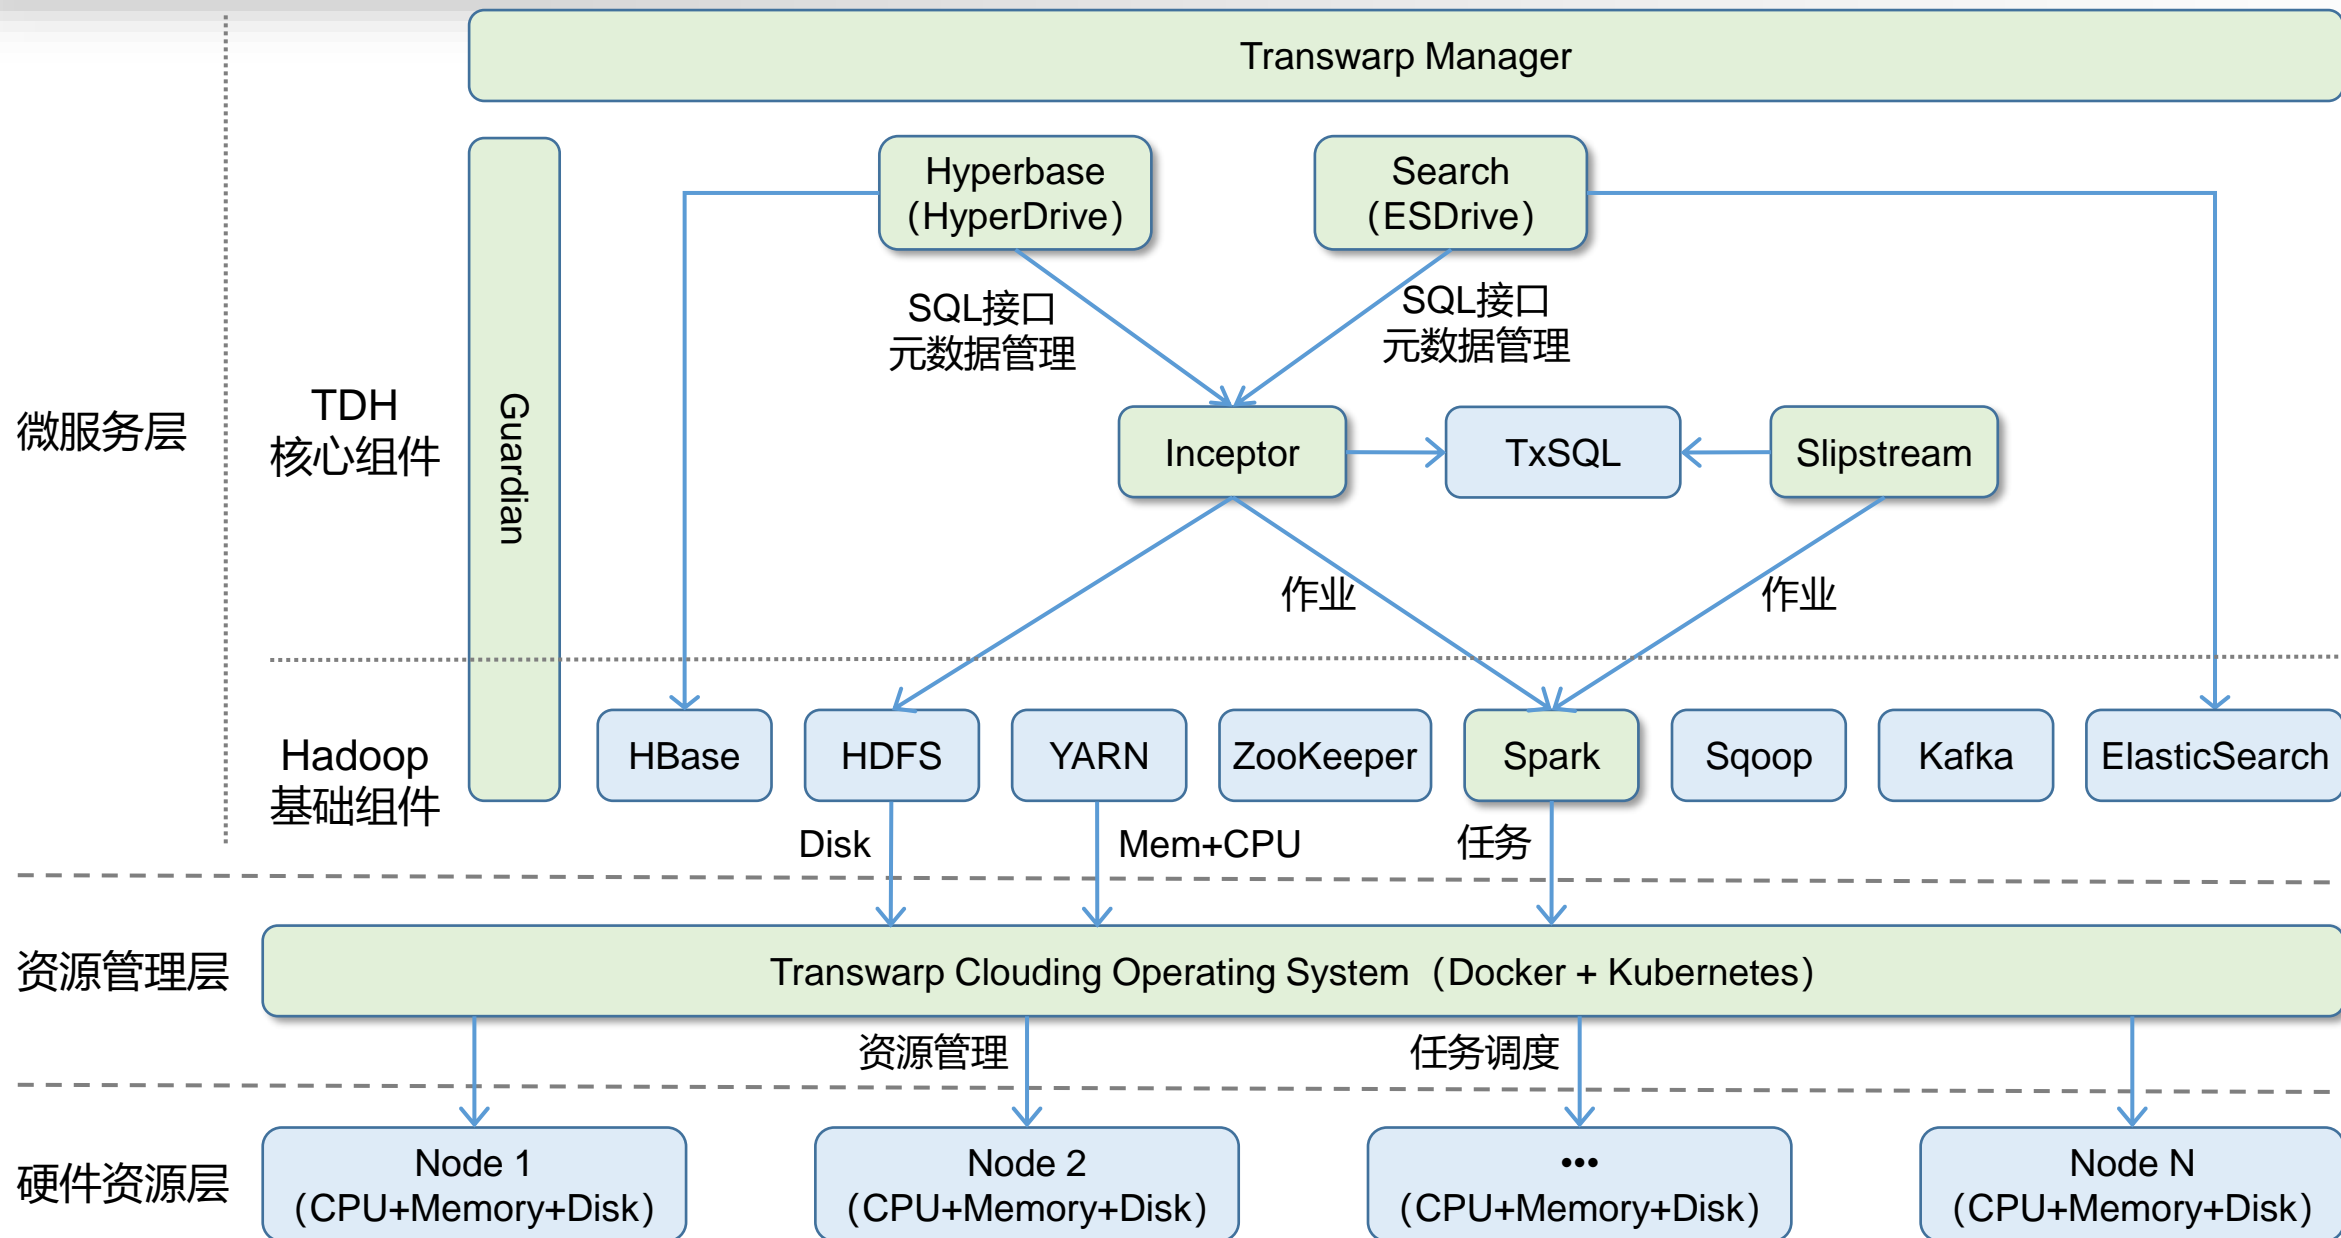 Transwarp Manager
Hyperbase
（HyperDrive）
Search
（ESDrive）
SQL接口
元数据管理
SQL接口
元数据管理
微服务层
TDH
核心组件
Guardian
Inceptor
TxSQL
Slipstream
作业
作业
Hadoop
基础组件
HBase
HDFS
YARN
ZooKeeper
Spark
Sqoop
Kafka
ElasticSearch
Disk
Mem+CPU
任务
资源管理层
Transwarp Clouding Operating System（Docker + Kubernetes）
资源管理
任务调度
硬件资源层
Node 1
（CPU+Memory+Disk）
Node 2
（CPU+Memory+Disk）
•••
（CPU+Memory+Disk）
Node N
（CPU+Memory+Disk）